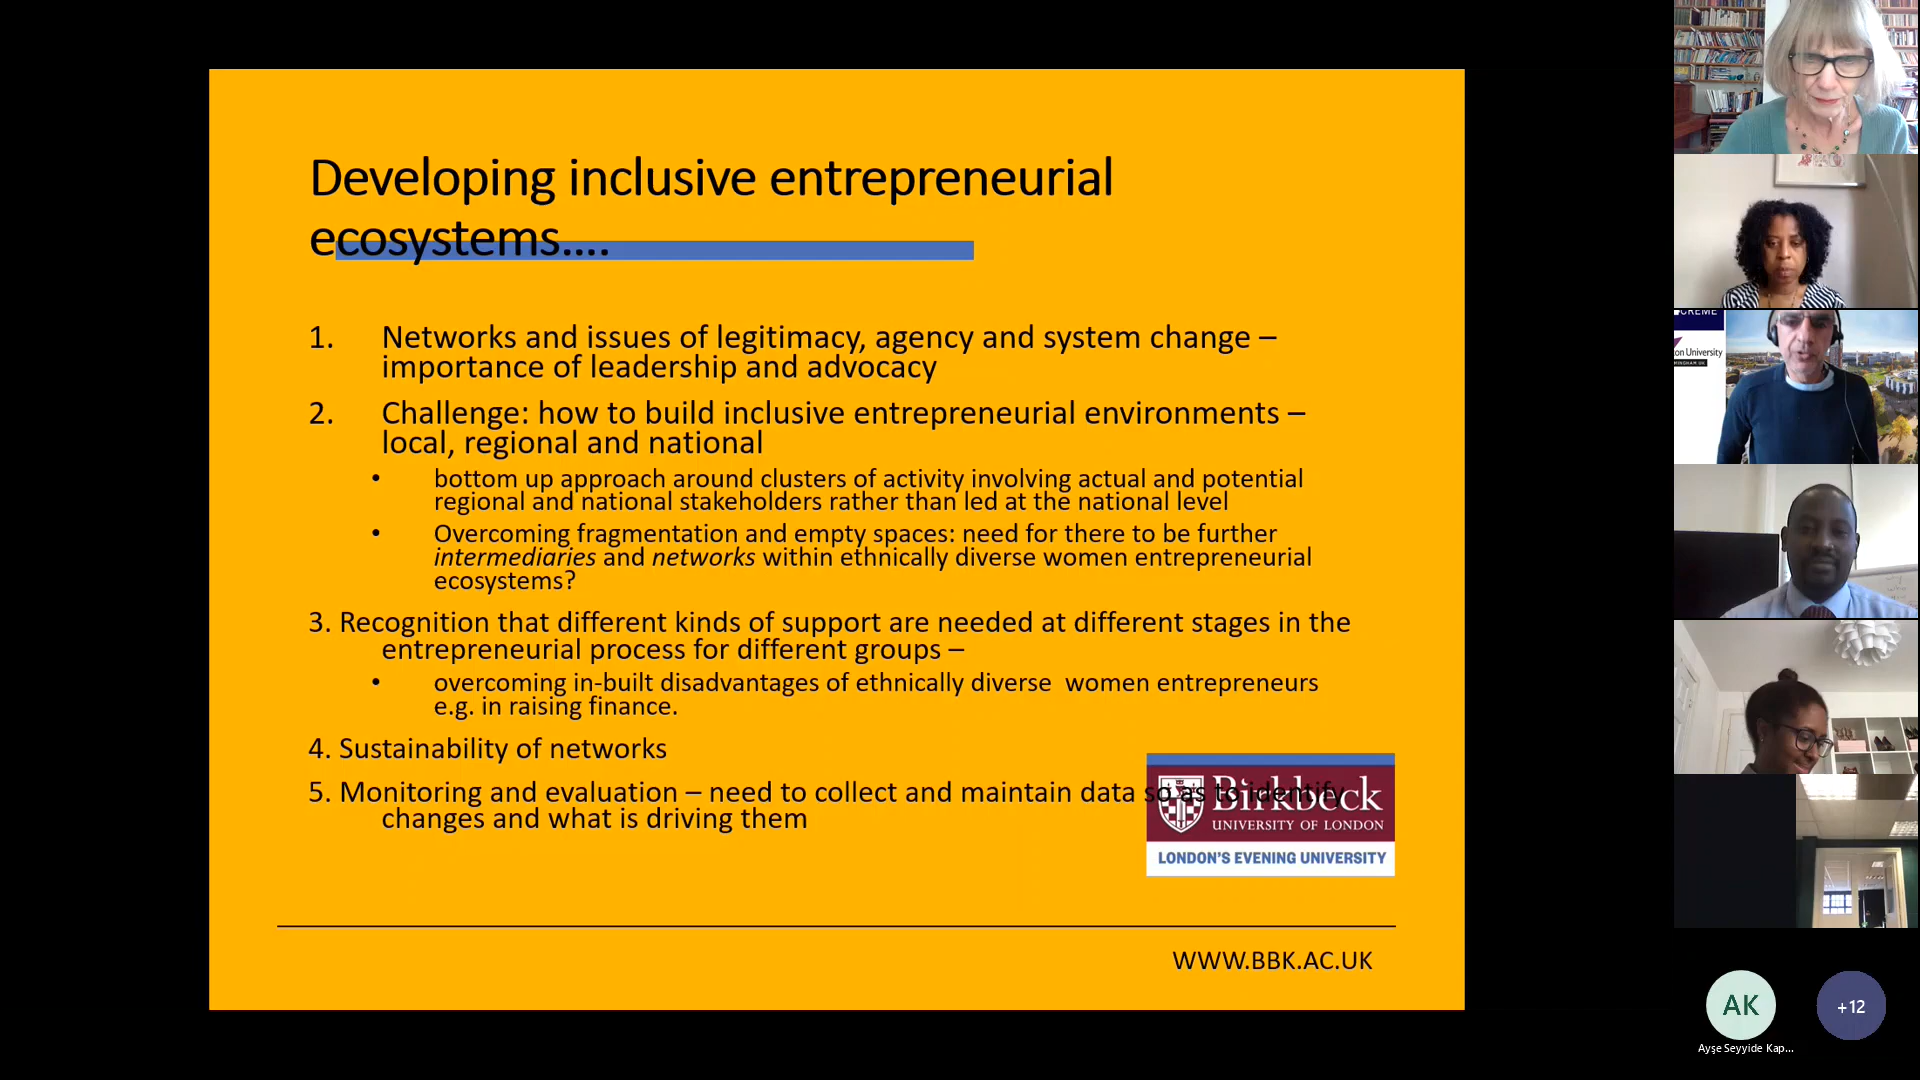 Developing inclusive entrepreneurial
ecosystems....
1. Networks and issues of legitimacy, agency and system change –
importance of leadership and advocacy
2. Challenge: how to build inclusive entrepreneurial environments –
local, regional and national
• bottom up approach around clusters of activity involving actual and potential
regional and national stakeholders rather than led at the national level
• Overcoming fragmentation and empty spaces: need for there to be further
intermediaries and networks within ethnically diverse women entrepreneurial
ecosystems?
3. Recognition that different kinds of support are needed at different stages in the
entrepreneurial process for different groups –
• overcoming in-built disadvantages of ethnically diverse women entrepreneurs
e.g. in raising finance.
4. Sustainability of networks
5. Monitoring and evaluation – need to collect and maintain data so as to identify
changes and what is driving them
Birkbeck
UNIVERSITY OF LONDON
LONDON'S EVENING UNIVERSITY
WWW.BBK.AC.UK
CREME
University
AK
+12
Ayşe Seyyide Kap...